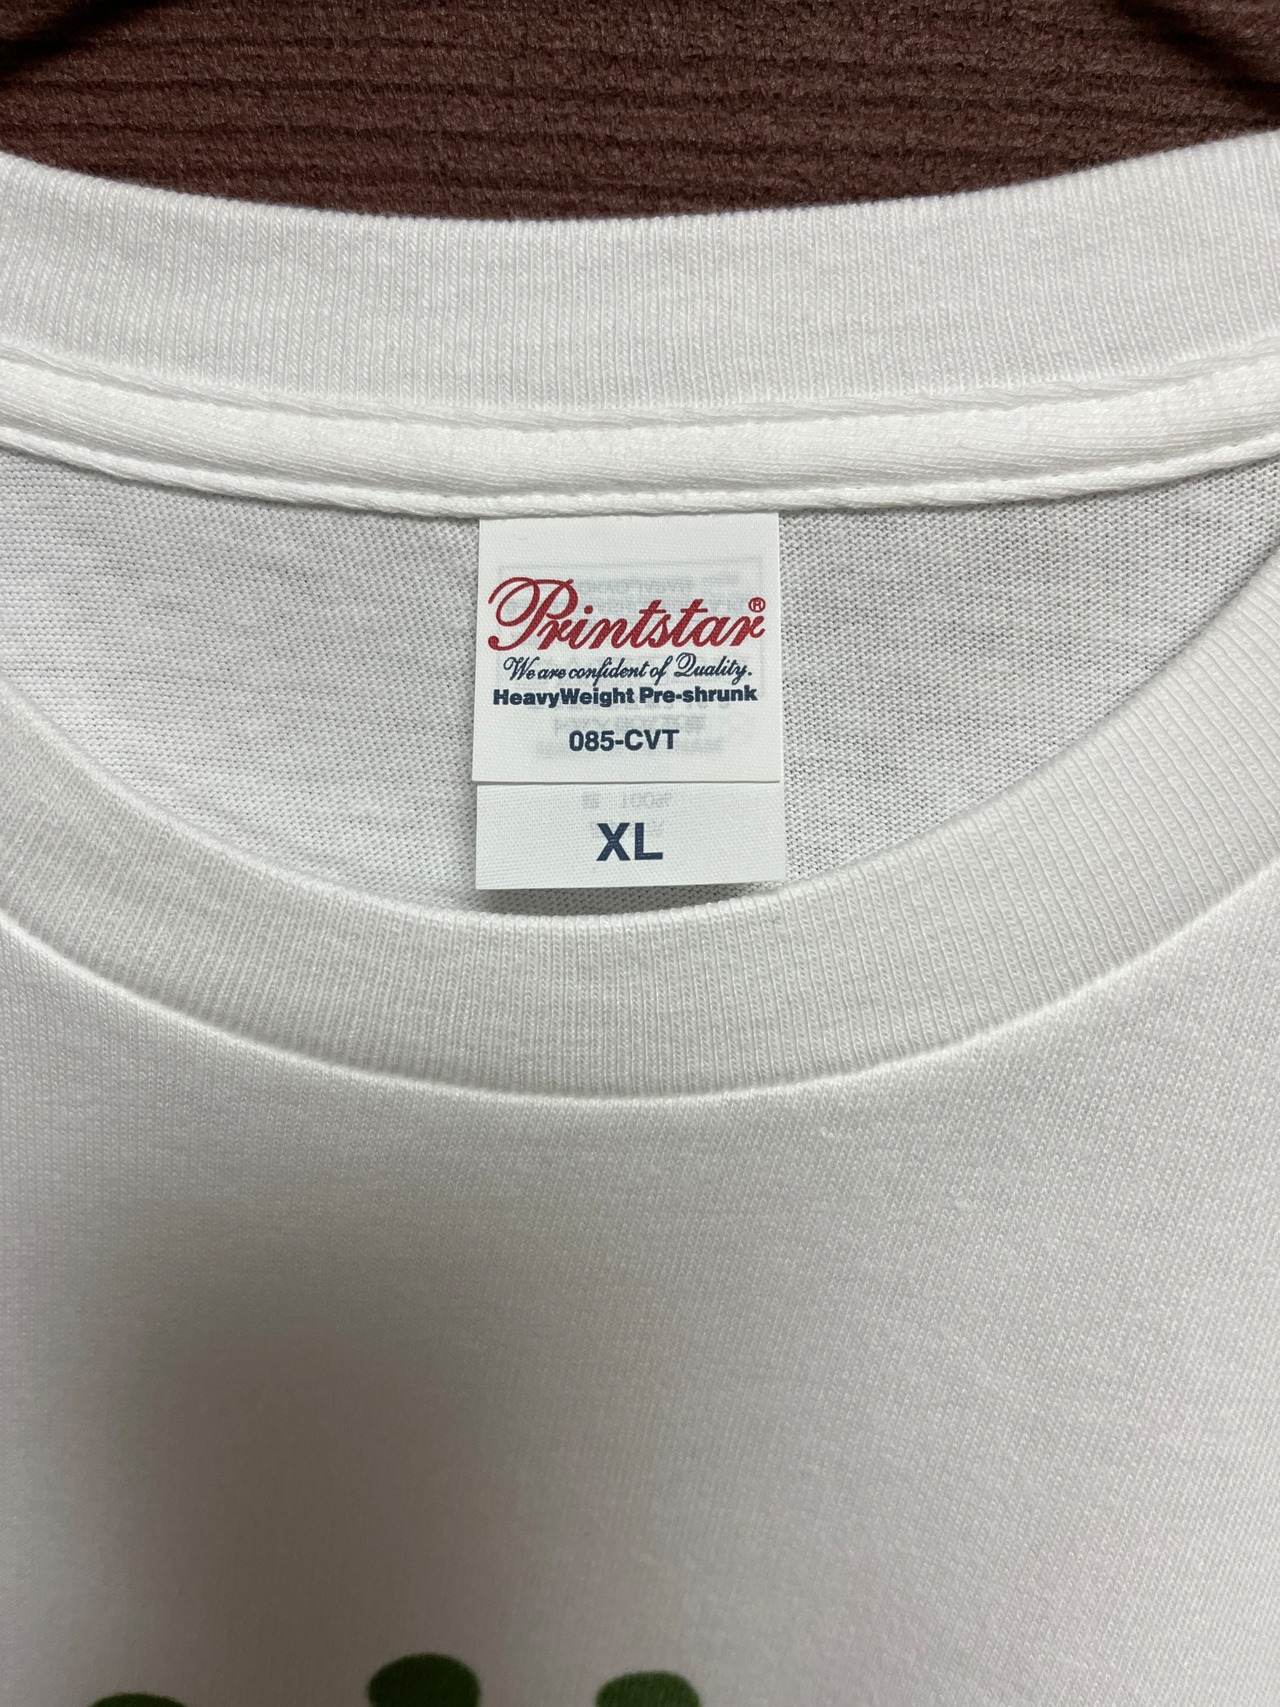 Printstar®
We are confident of Quality.
HeavyWeight Pre-shrunk
085-CVT
XL